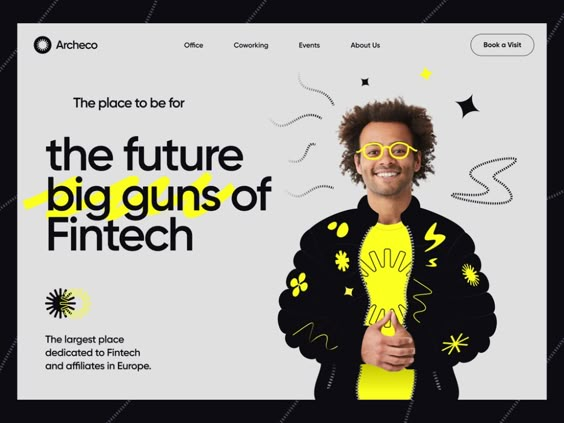 Archeco
Office
Coworking
Events
About Us
Book a Visit
The place to be for
the future
big guns of
Fintech
The largest place
dedicated to Fintech
and affiliates in Europe.